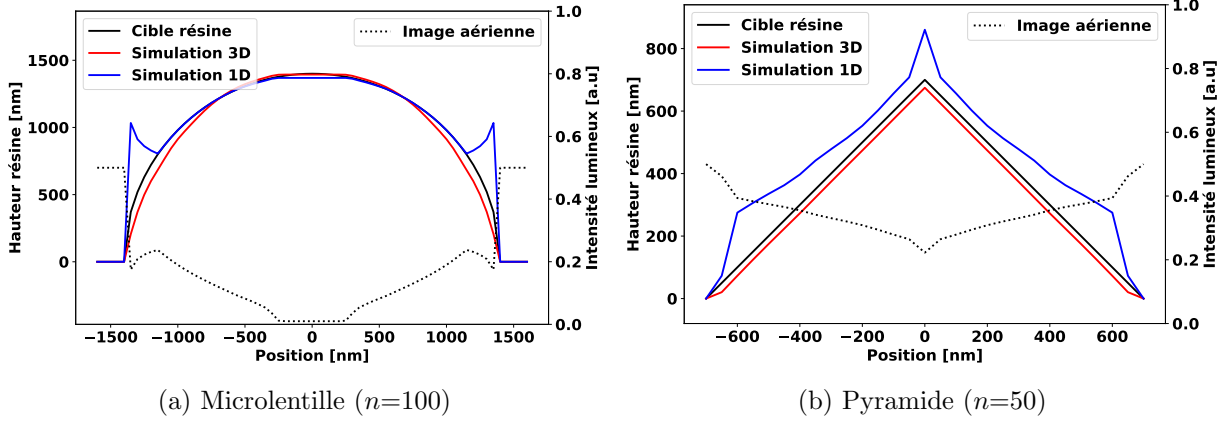 Cible résine
Simulation 3D
Simulation 1D
Image aérienne
Hauteur résine [nm]
1500
1000
500
0
1.0
0.8
0.6
0.4
0.2
0.0
Intensité lumineux [a.u]
−1500 −1000 −500 0 500 1000 1500
Position [nm]
(a) Microlentille (n=100)
Cible résine
Simulation 3D
Simulation 1D
Image aérienne
Hauteur résine [nm]
800
600
400
200
0
1.0
0.8
0.6
0.4
0.2
0.0
Intensité lumineux [a.u]
−600 −400 −200 0 200 400 600
Position [nm]
(b) Pyramide (n=50)